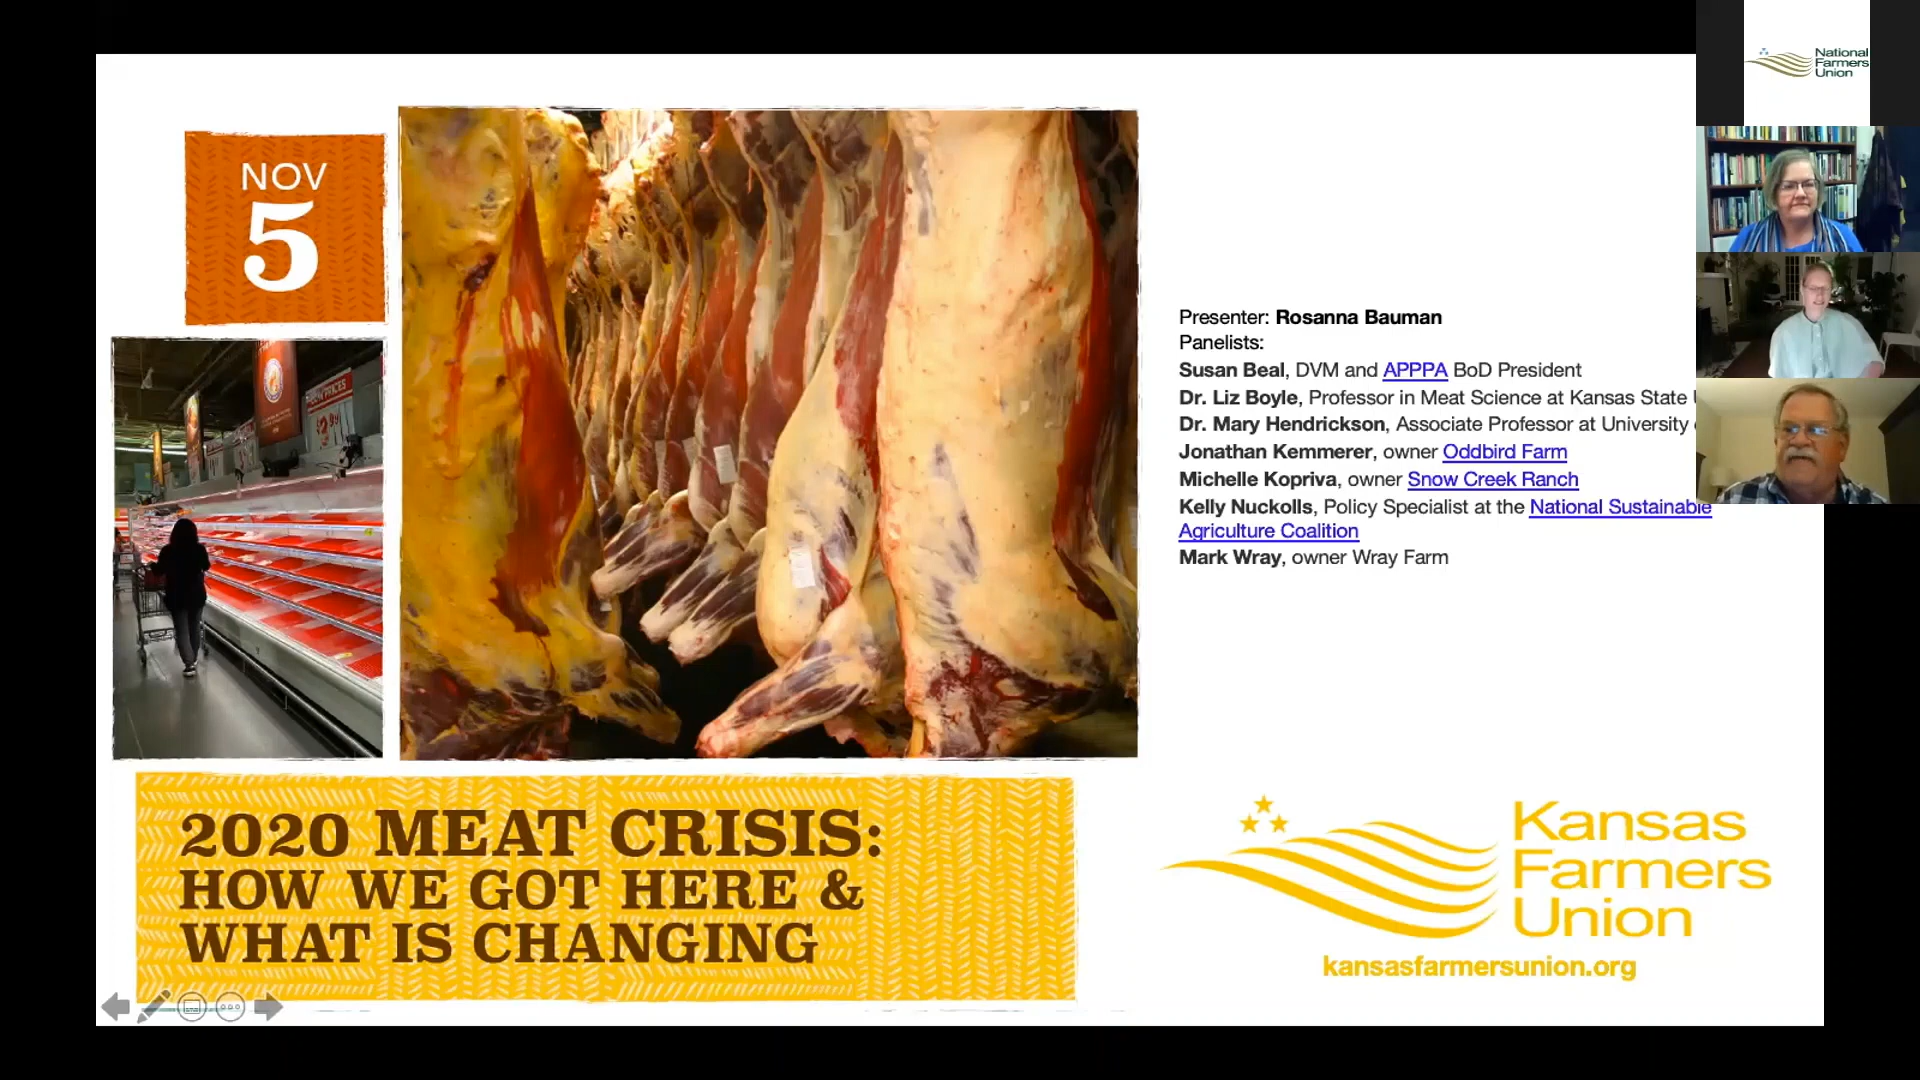 National
Farmers
Union
NOV
5
Presenter: Rosanna Bauman
Panelists:
Susan Beal, DVM and APPPA BoD President
Dr. Liz Boyle, Professor in Meat Science at Kansas State
Dr. Mary Hendrickson, Associate Professor at University
Jonathan Kemmerer, owner Oddbird Farm
Michelle Kopriva, owner Snow Creek Ranch
Kelly Nuckolls, Policy Specialist at the National Sustainable
Agriculture Coalition
Mark Wray, owner Wray Farm
2020 MEAT CRISIS:
HOW WE GOT HERE &
WHAT IS CHANGING
Kansas
Farmers
Union
kansasfarmersunion.org